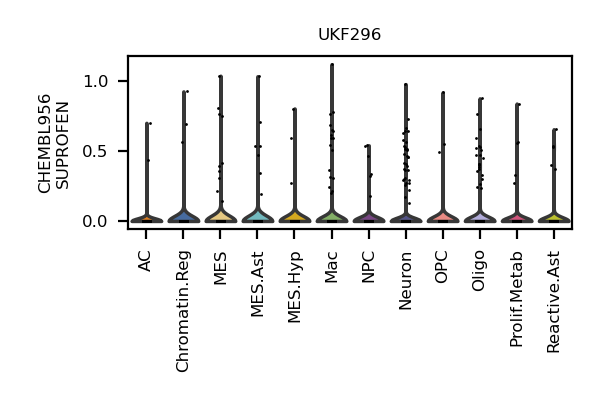 UKF296
CHEMBL956
SUPROFEN
1.0
0.5
0.0
AC
Chromatin.Reg
MES
MES.Ast
MES.Hyp
Mac
NPC
Neuron
OPC
Oligo
Prolif.Metab
Reactive.Ast